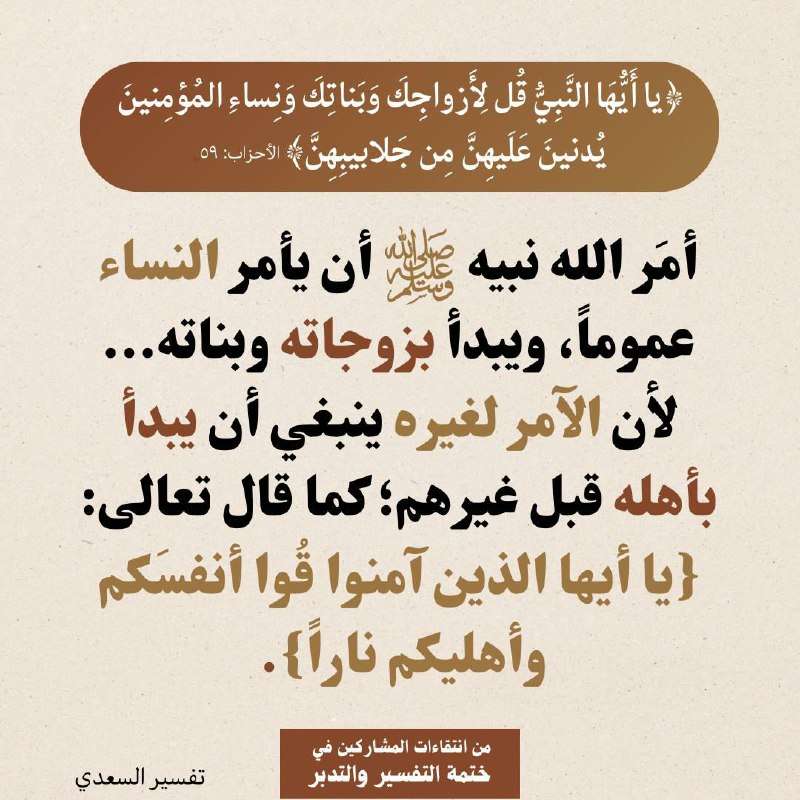 ﴿يا أَيُّهَا النَّبِيُّ قُل لِأَزواجِكَ وَبَناتِكَ وَنِساءِ المُؤمِنينَ
يُدنينَ عَلَيهِنَّ مِن جَلابيبِهِنَّ﴾ الأحزاب: ٥٩
أمَر الله نبيه ﷺ أن يأمر النساء
عموماً، ويبدأ بزوجاته وبناته...
لأن الآمر لغيره ينبغي أن يبدأ
بأهله قبل غيرهم؛ كما قال تعالى:
{يا أيها الذين آمنوا قُوا أنفسَكم
وأهليكم ناراً}.
من انتقاءات المشاركين في
ختمة التفسير والتدبر
تفسير السعدي